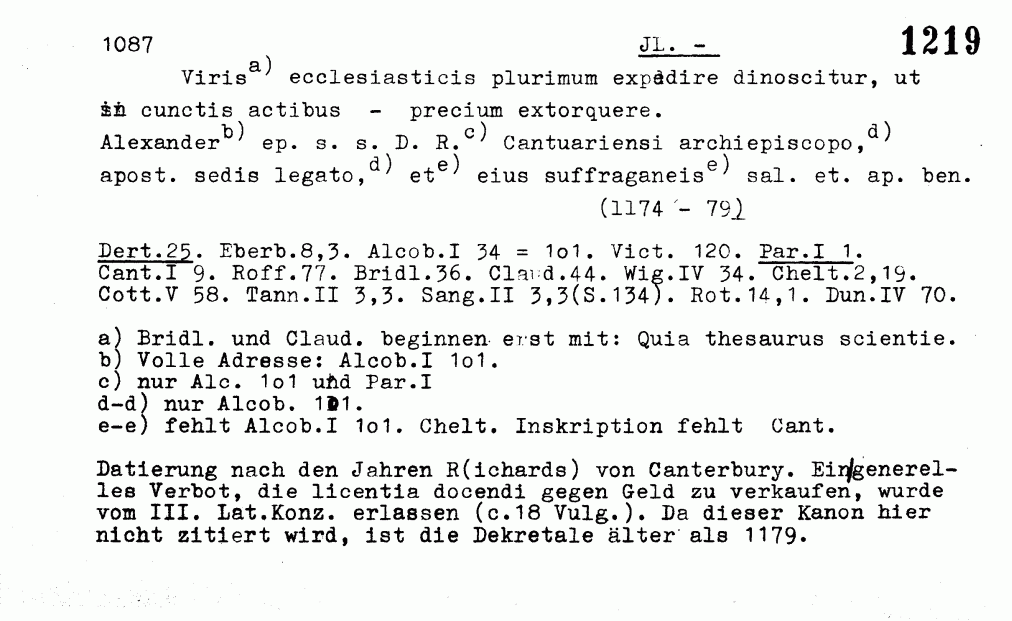 1087 JL. - 1219
Viris a) ecclesiasticis plurimum expedire dinoscitur, ut
in cunctis actibus - precium extorquere.
Alexander b) ep. s. s. D. R. c) Cantuariensi archiepiscopo, d)
apost. sedis legato, d) et e) eius suffraganeis e) sal. et. ap. ben.
(1174 - 79)
Dert.25. Eberb.8,3. Alcob.I 34 = 1o1. Vict. 120. Par.I 1.
Cant.I 9. Roff.77. Bridl.36. Claud.44. Wig.IV 34. Chelt.2,19.
Cott.V 58. Tann.II 3,3. Sang.II 3,3(S.134). Rot.14,1. Dun.IV 70.
a) Bridl. und Claud. beginnen erst mit: Quia thesaurus scientie.
b) Volle Adresse: Alcob.I 1o1.
c) nur Alc. 1o1 und Par.I
d-d) nur Alcob. 101.
e-e) fehlt Alcob.I 1o1. Chelt. Inskription fehlt Cant.
Datierung nach den Jahren R(ichards) von Canterbury. Ein generel-
les Verbot, die licentia docendi gegen Geld zu verkaufen, wurde
vom III. Lat.Konz. erlassen (c.18 Vulg.). Da dieser Kanon hier
nicht zitiert wird, ist die Dekretale älter als 1179.